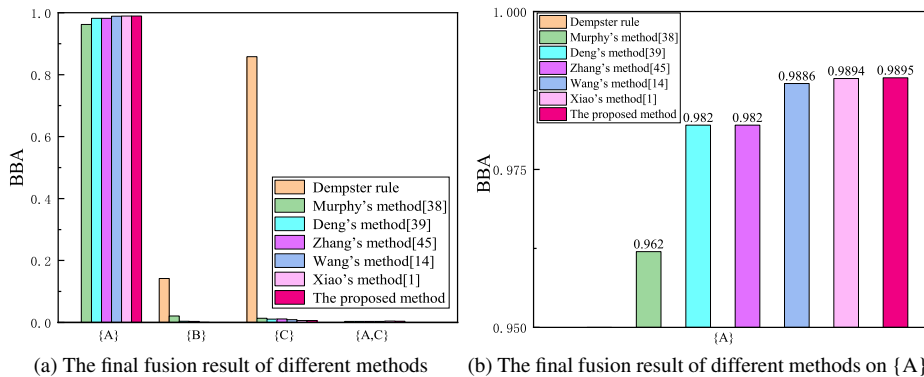 1.0
0.8
0.6
0.4
0.2
0.0
BBA
Dempster rule
Murphy's method[38]
Deng's method[39]
Zhang's method[45]
Wang's method[14]
Xiao's method[1]
The proposed method
{A}
{B}
{C}
{A,C}
(a) The final fusion result of different methods
1.000
0.975
0.950
BBA
Dempster rule
Murphy's method[38]
Deng's method[39]
Zhang's method[45]
Wang's method[14]
Xiao's method[1]
The proposed method
0.962
0.982
0.982
0.9886
0.9894
0.9895
{A}
(b) The final fusion result of different methods on {A}